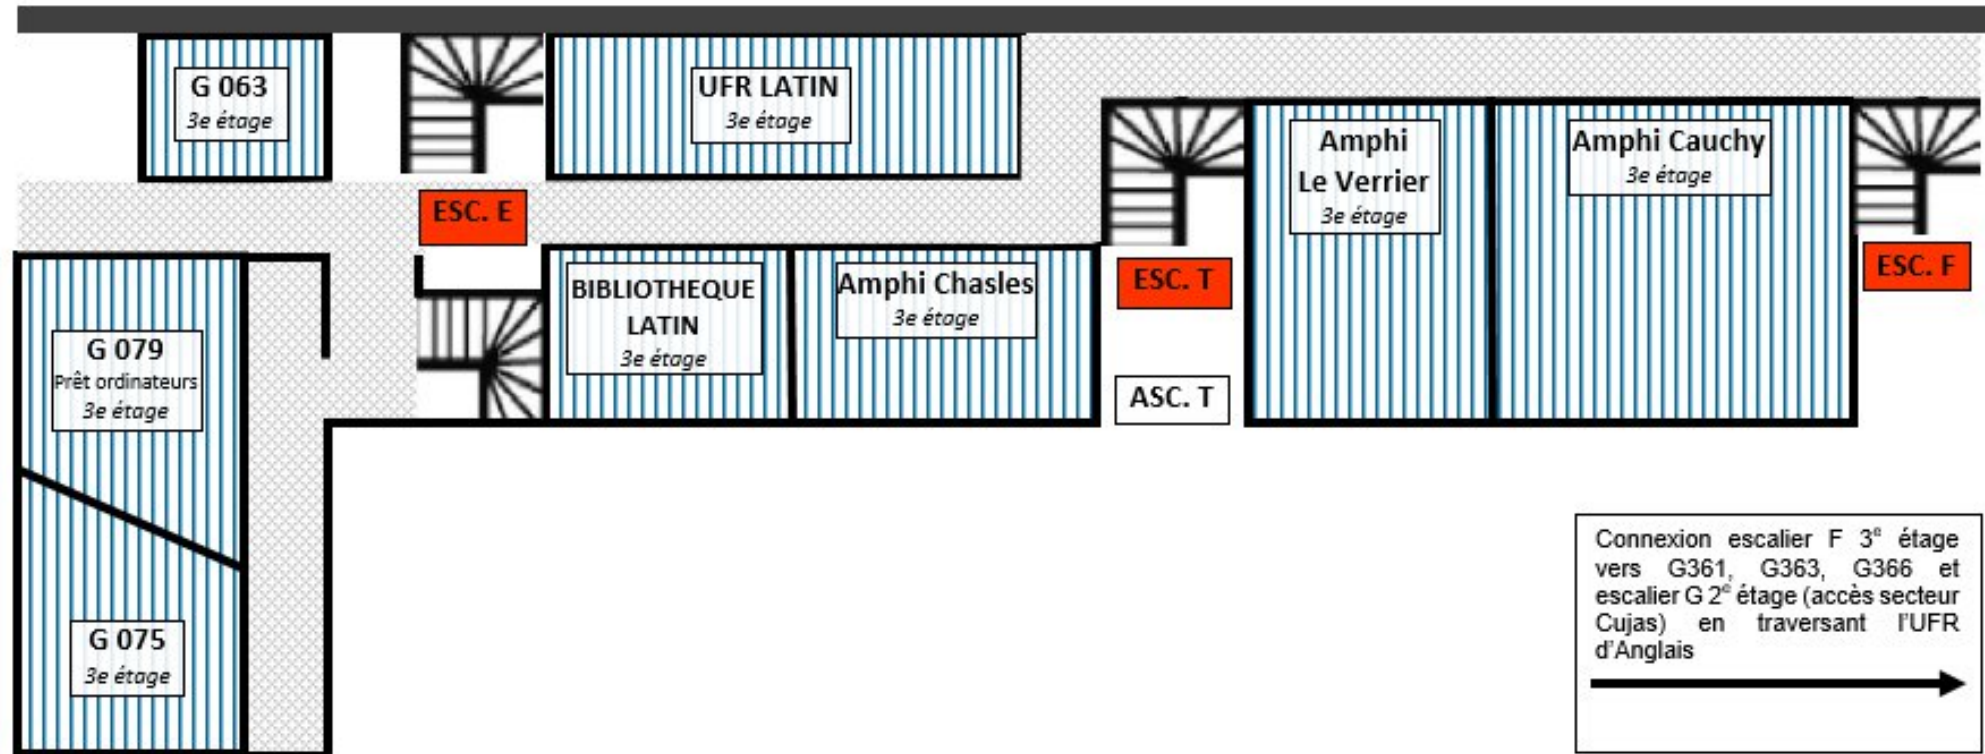 G 063
3e étage
UFR LATIN
3e étage
Amphi
Le Verrier
3e étage
Amphi Cauchy
3e étage
ESC. E
ESC. T
ESC. F
BIBLIOTHEQUE
LATIN
3e étage
Amphi Chasles
3e étage
ASC. T
G 079
Prêt ordinateurs
3e étage
G 075
3e étage
Connexion escalier F 3e étage
vers G361, G363, G366 et
escalier G 2e étage (accès secteur
Cujas) en traversant l'UFR
d'Anglais